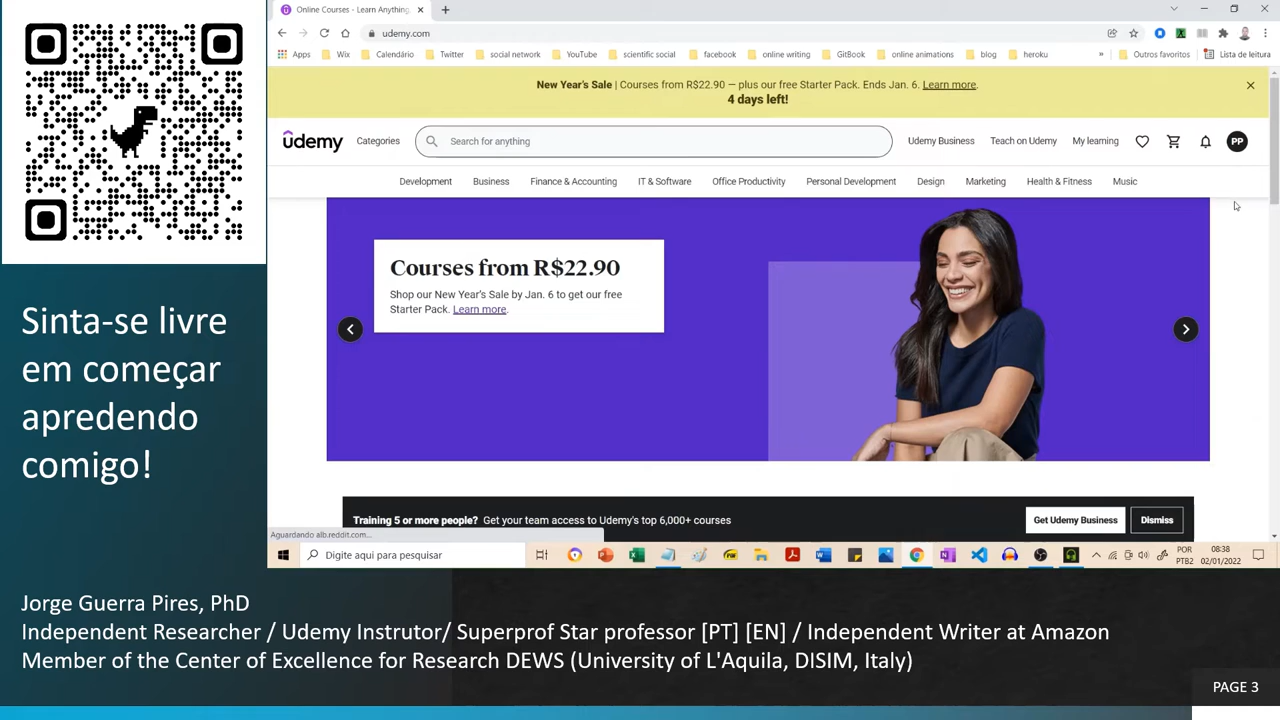 Online Courses - Learn Anything,
udemy.com
Apps Wix Calendário Twitter social network YouTube scientific social facebook online writing GitBook online animations blog heroku » Outros favoritos Lista de leitura
New Year's Sale | Courses from R$22.90 — plus our free Starter Pack. Ends Jan. 6. Learn more.
4 days left!
udemy Categories Search for anything Udemy Business Teach on Udemy My learning PP
Development Business Finance & Accounting IT & Software Office Productivity Personal Development Design Marketing Health & Fitness Music
Courses from R$22.90
Shop our New Year's Sale by Jan. 6 to get our free
Starter Pack. Learn more.
Training 5 or more people? Get your team access to Udemy's top 6,000+ courses Get Udemy Business Dismiss
Aguardando alb.reddit.com...
Digite aqui para pesquisar
POR
PTB2
08:38
02/01/2022
Sinta-se livre
em começar
apredendo
comigo!
Jorge Guerra Pires, PhD
Independent Researcher / Udemy Instrutor/ Superprof Star professor [PT] [EN] / Independent Writer at Amazon
Member of the Center of Excellence for Research DEWS (University of L'Aquila, DISIM, Italy)
PAGE 3